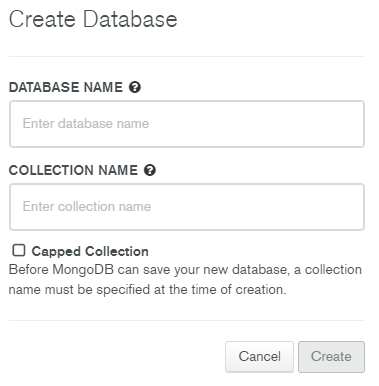 Create Database
DATABASE NAME ?
Enter database name
COLLECTION NAME ?
Enter collection name
Capped Collection
Before MongoDB can save your new database, a collection
name must be specified at the time of creation.
Cancel Create